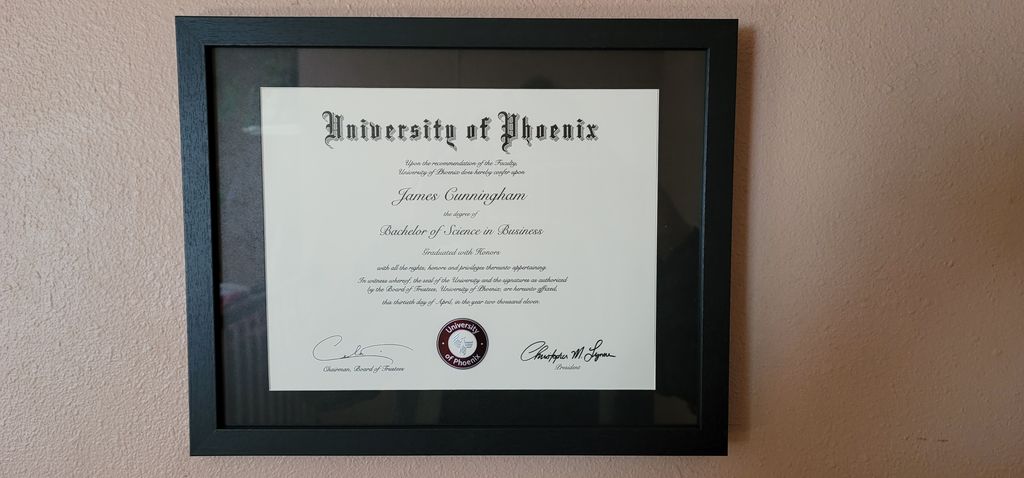 University of Phoenix
Upon the recommendation of the Faculty,
University of Phoenix does hereby confer upon
James Cunningham
the degree of
Bachelor of Science in Business
Graduated with Honors
with all the rights, honors and privileges thereunto appertaining.
In witness whereof, the seal of the University and the signatures as authorized
by the Board of Trustees, University of Phoenix, are hereunto affixed,
this thirtieth day of April, in the year two thousand eleven.
University
of Phoenix
Chairman, Board of Trustees
Christopher M.
President